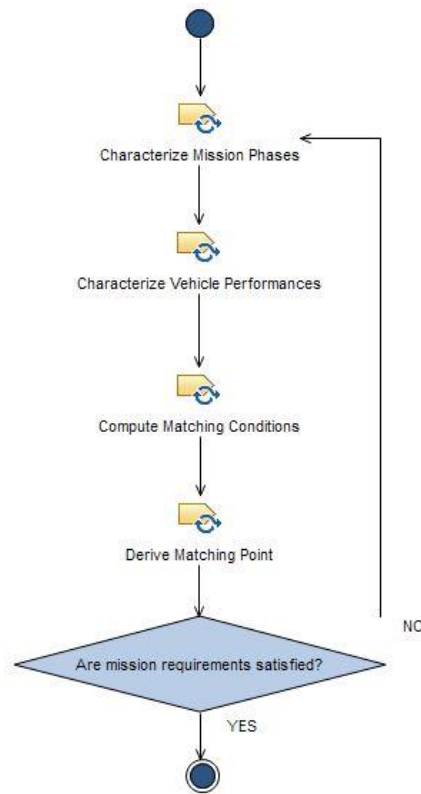 Characterize Mission Phases
Characterize Vehicle Performances
Compute Matching Conditions
Derive Matching Point
NO
Are mission requirements satisfied?
YES